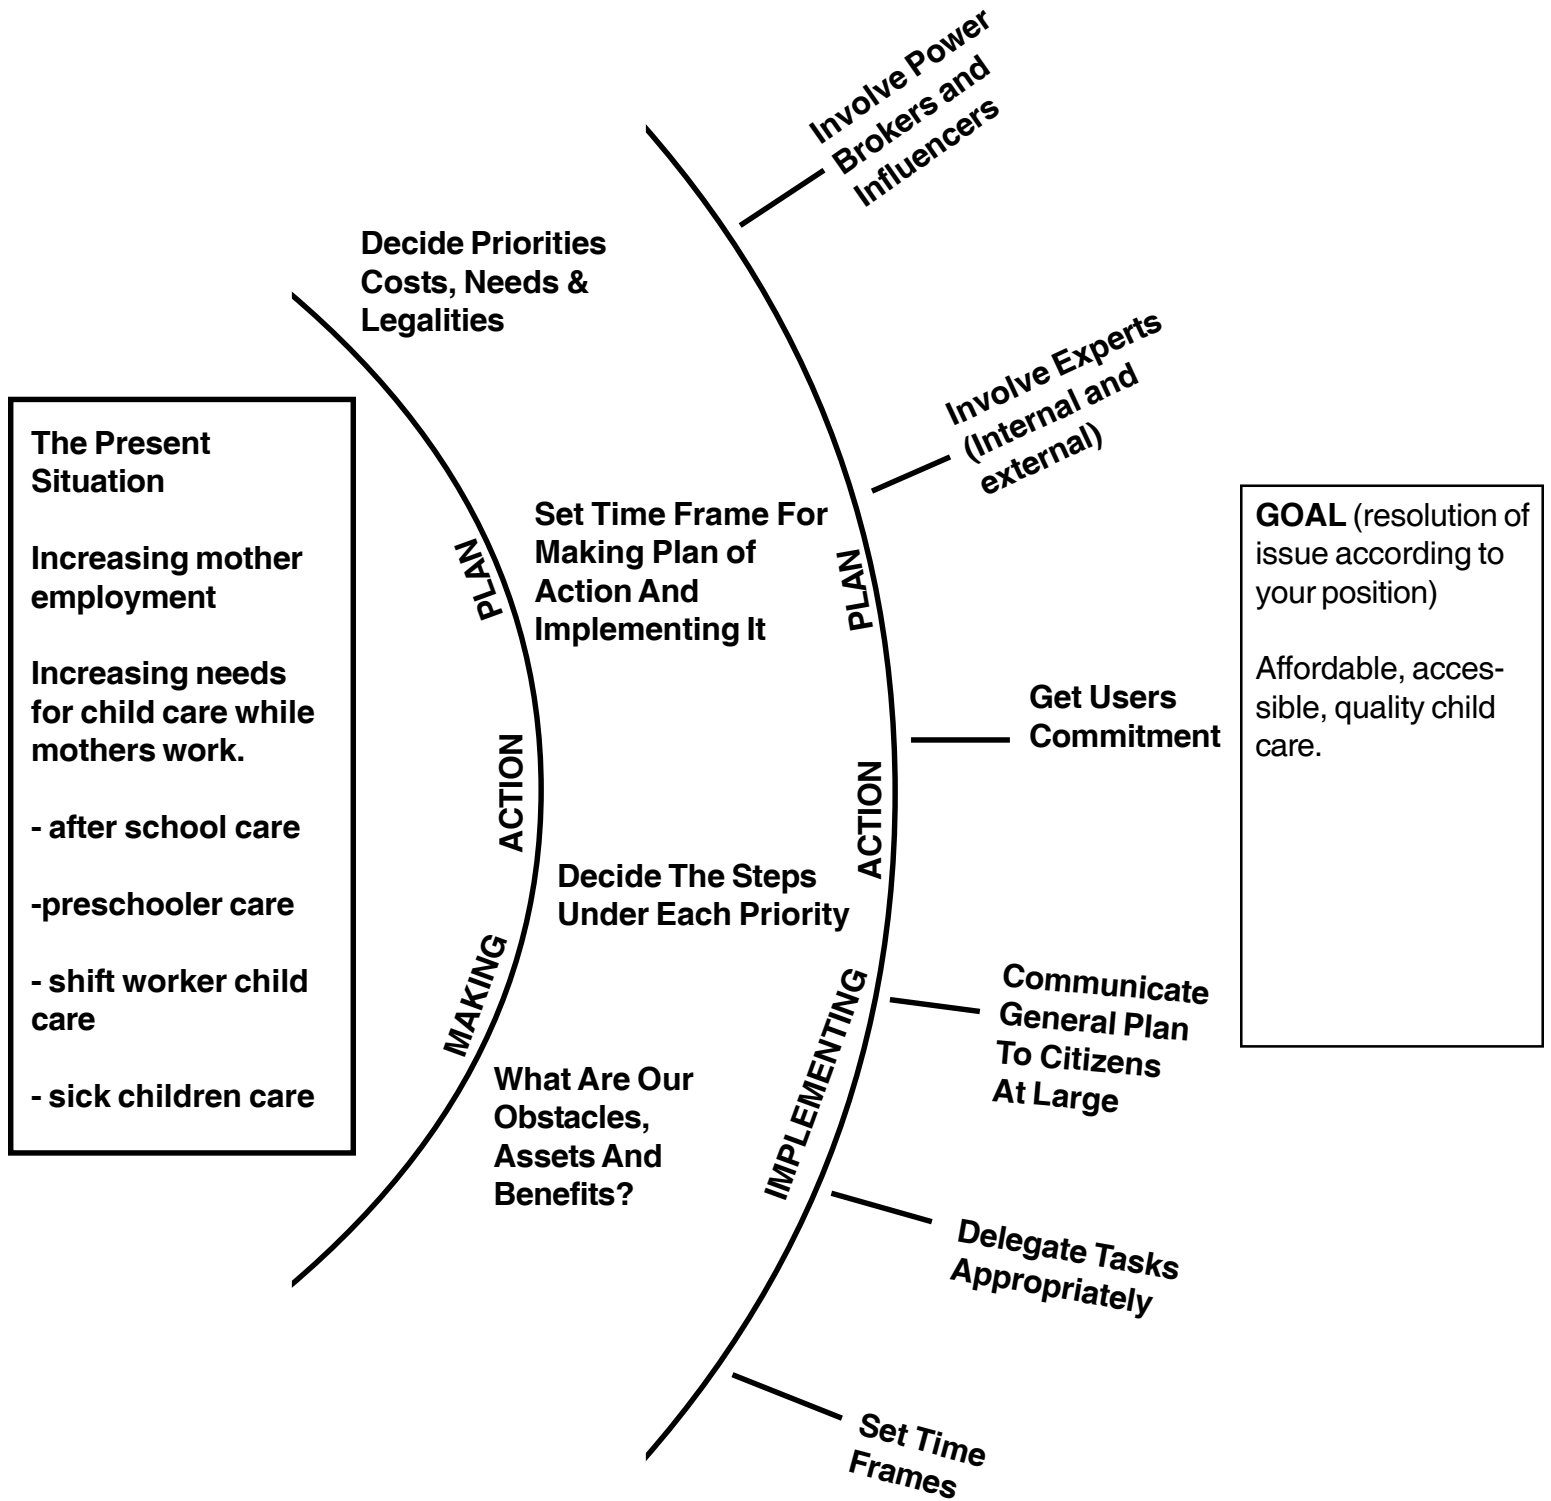 The Present
Situation
Increasing mother
employment
Increasing needs
for child care while
mothers work.
- after school care
-preschooler care
- shift worker child
care
- sick children care
MAKING
ACTION
PLAN
Decide Priorities
Costs, Needs &
Legalities
Set Time Frame For
Making Plan of
Action And
Implementing It
Decide The Steps
Under Each Priority
What Are Our
Obstacles,
Assets And
Benefits?
IMPLEMENTING
ACTION
PLAN
Involve Power
Brokers and
Influencers
Involve Experts
(Internal and
external)
Get Users
Commitment
Communicate
General Plan
To Citizens
At Large
Delegate Tasks
Appropriately
Set Time
Frames
GOAL (resolution of
issue according to
your position)
Affordable, acces-
sible, quality child
care.